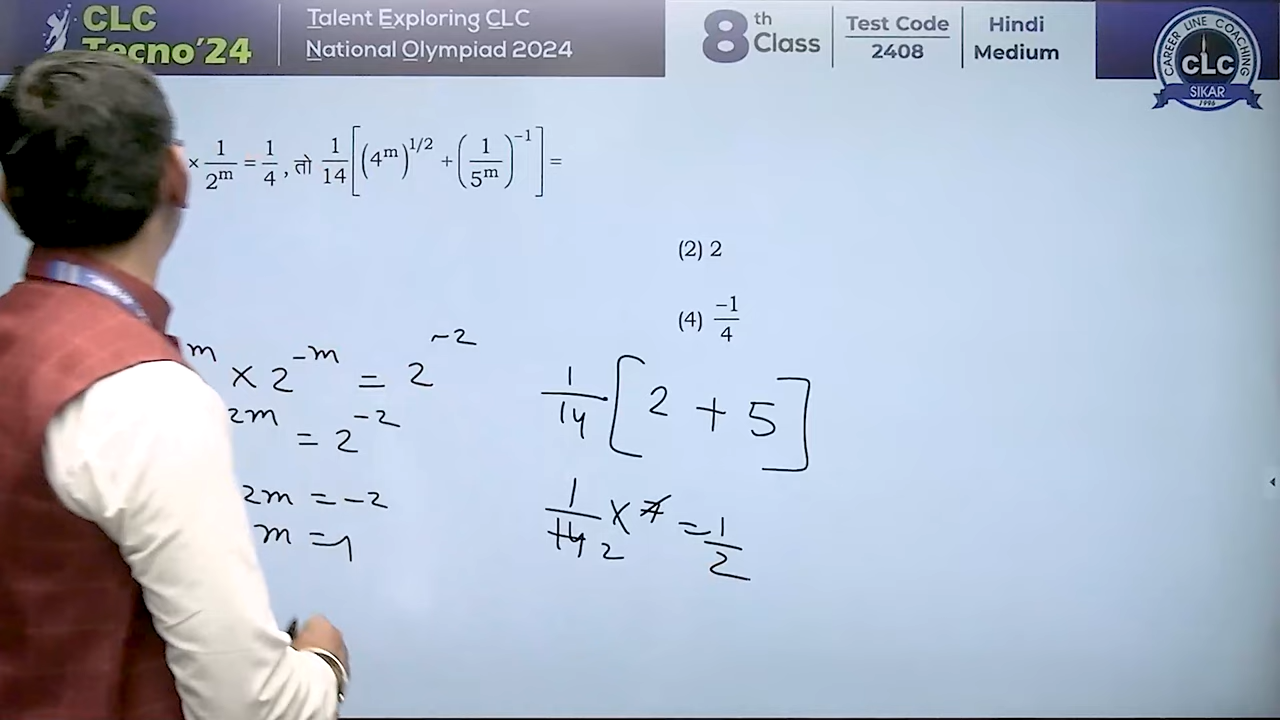 CLC
Tecno'24
Talent Exploring CLC
National Olympiad 2024
8th Class
Test Code
2408
Hindi
Medium
CAREER LINE COACHING
CLC
SIKAR
1996
× 1/2^m = 1/4, तो 1/14[(4^m)^1/2 + (1/5^m)^-1] =
(2) 2
(4) -1/4
m × 2^-m = 2^-2
2m = 2^-2
2m = -2
m = 1
1/14 [2 + 5]
1/14 2 × 7 = 1/2